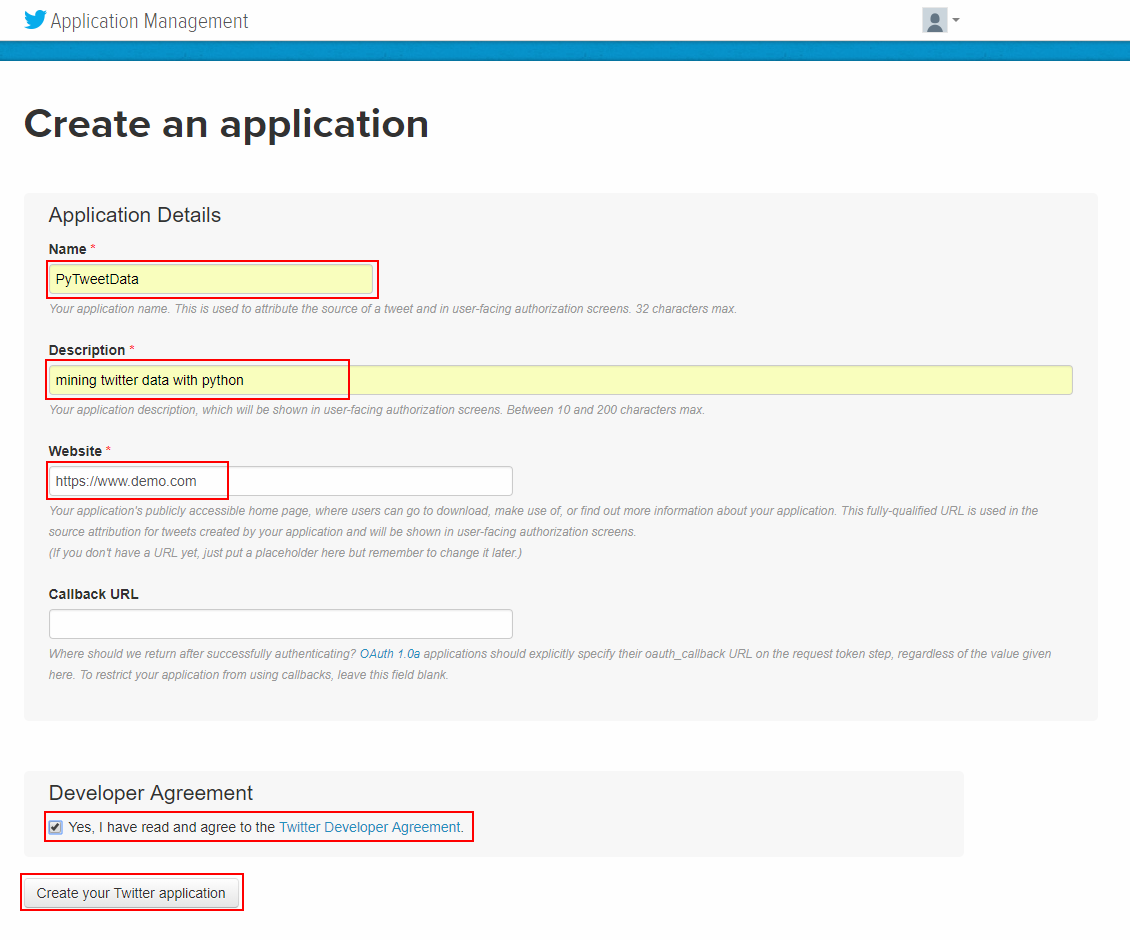 Application Management
Create an application
Application Details
Name *
PyTweetData
Your application name. This is used to attribute the source of a tweet and in user-facing authorization screens. 32 characters max.
Description *
mining twitter data with python
Your application description, which will be shown in user-facing authorization screens. Between 10 and 200 characters max.
Website *
https://www.demo.com
Your application's publicly accessible home page, where users can go to download, make use of, or find out more information about your application. This fully-qualified URL is used in the
source attribution for tweets created by your application and will be shown in user-facing authorization screens.
(If you don't have a URL yet, just put a placeholder here but remember to change it later.)
Callback URL
Where should we return after successfully authenticating? OAuth 1.0a applications should explicitly specify their oauth_callback URL on the request token step, regardless of the value given
here. To restrict your application from using callbacks, leave this field blank.
Developer Agreement
Yes, I have read and agree to the Twitter Developer Agreement.
Create your Twitter application